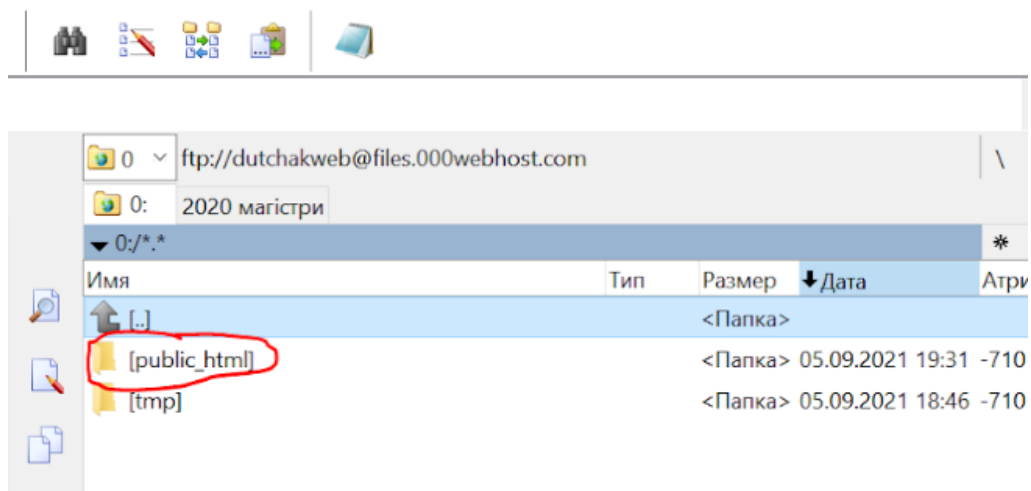 0 ftp://dutchakweb@files.000webhost.com \
0: 2020 магістри
0:/*.* *
Имя Тип Размер Дата Атри
[..] <Папка>
[public_html] <Папка> 05.09.2021 19:31 -710
[tmp] <Папка> 05.09.2021 18:46 -710